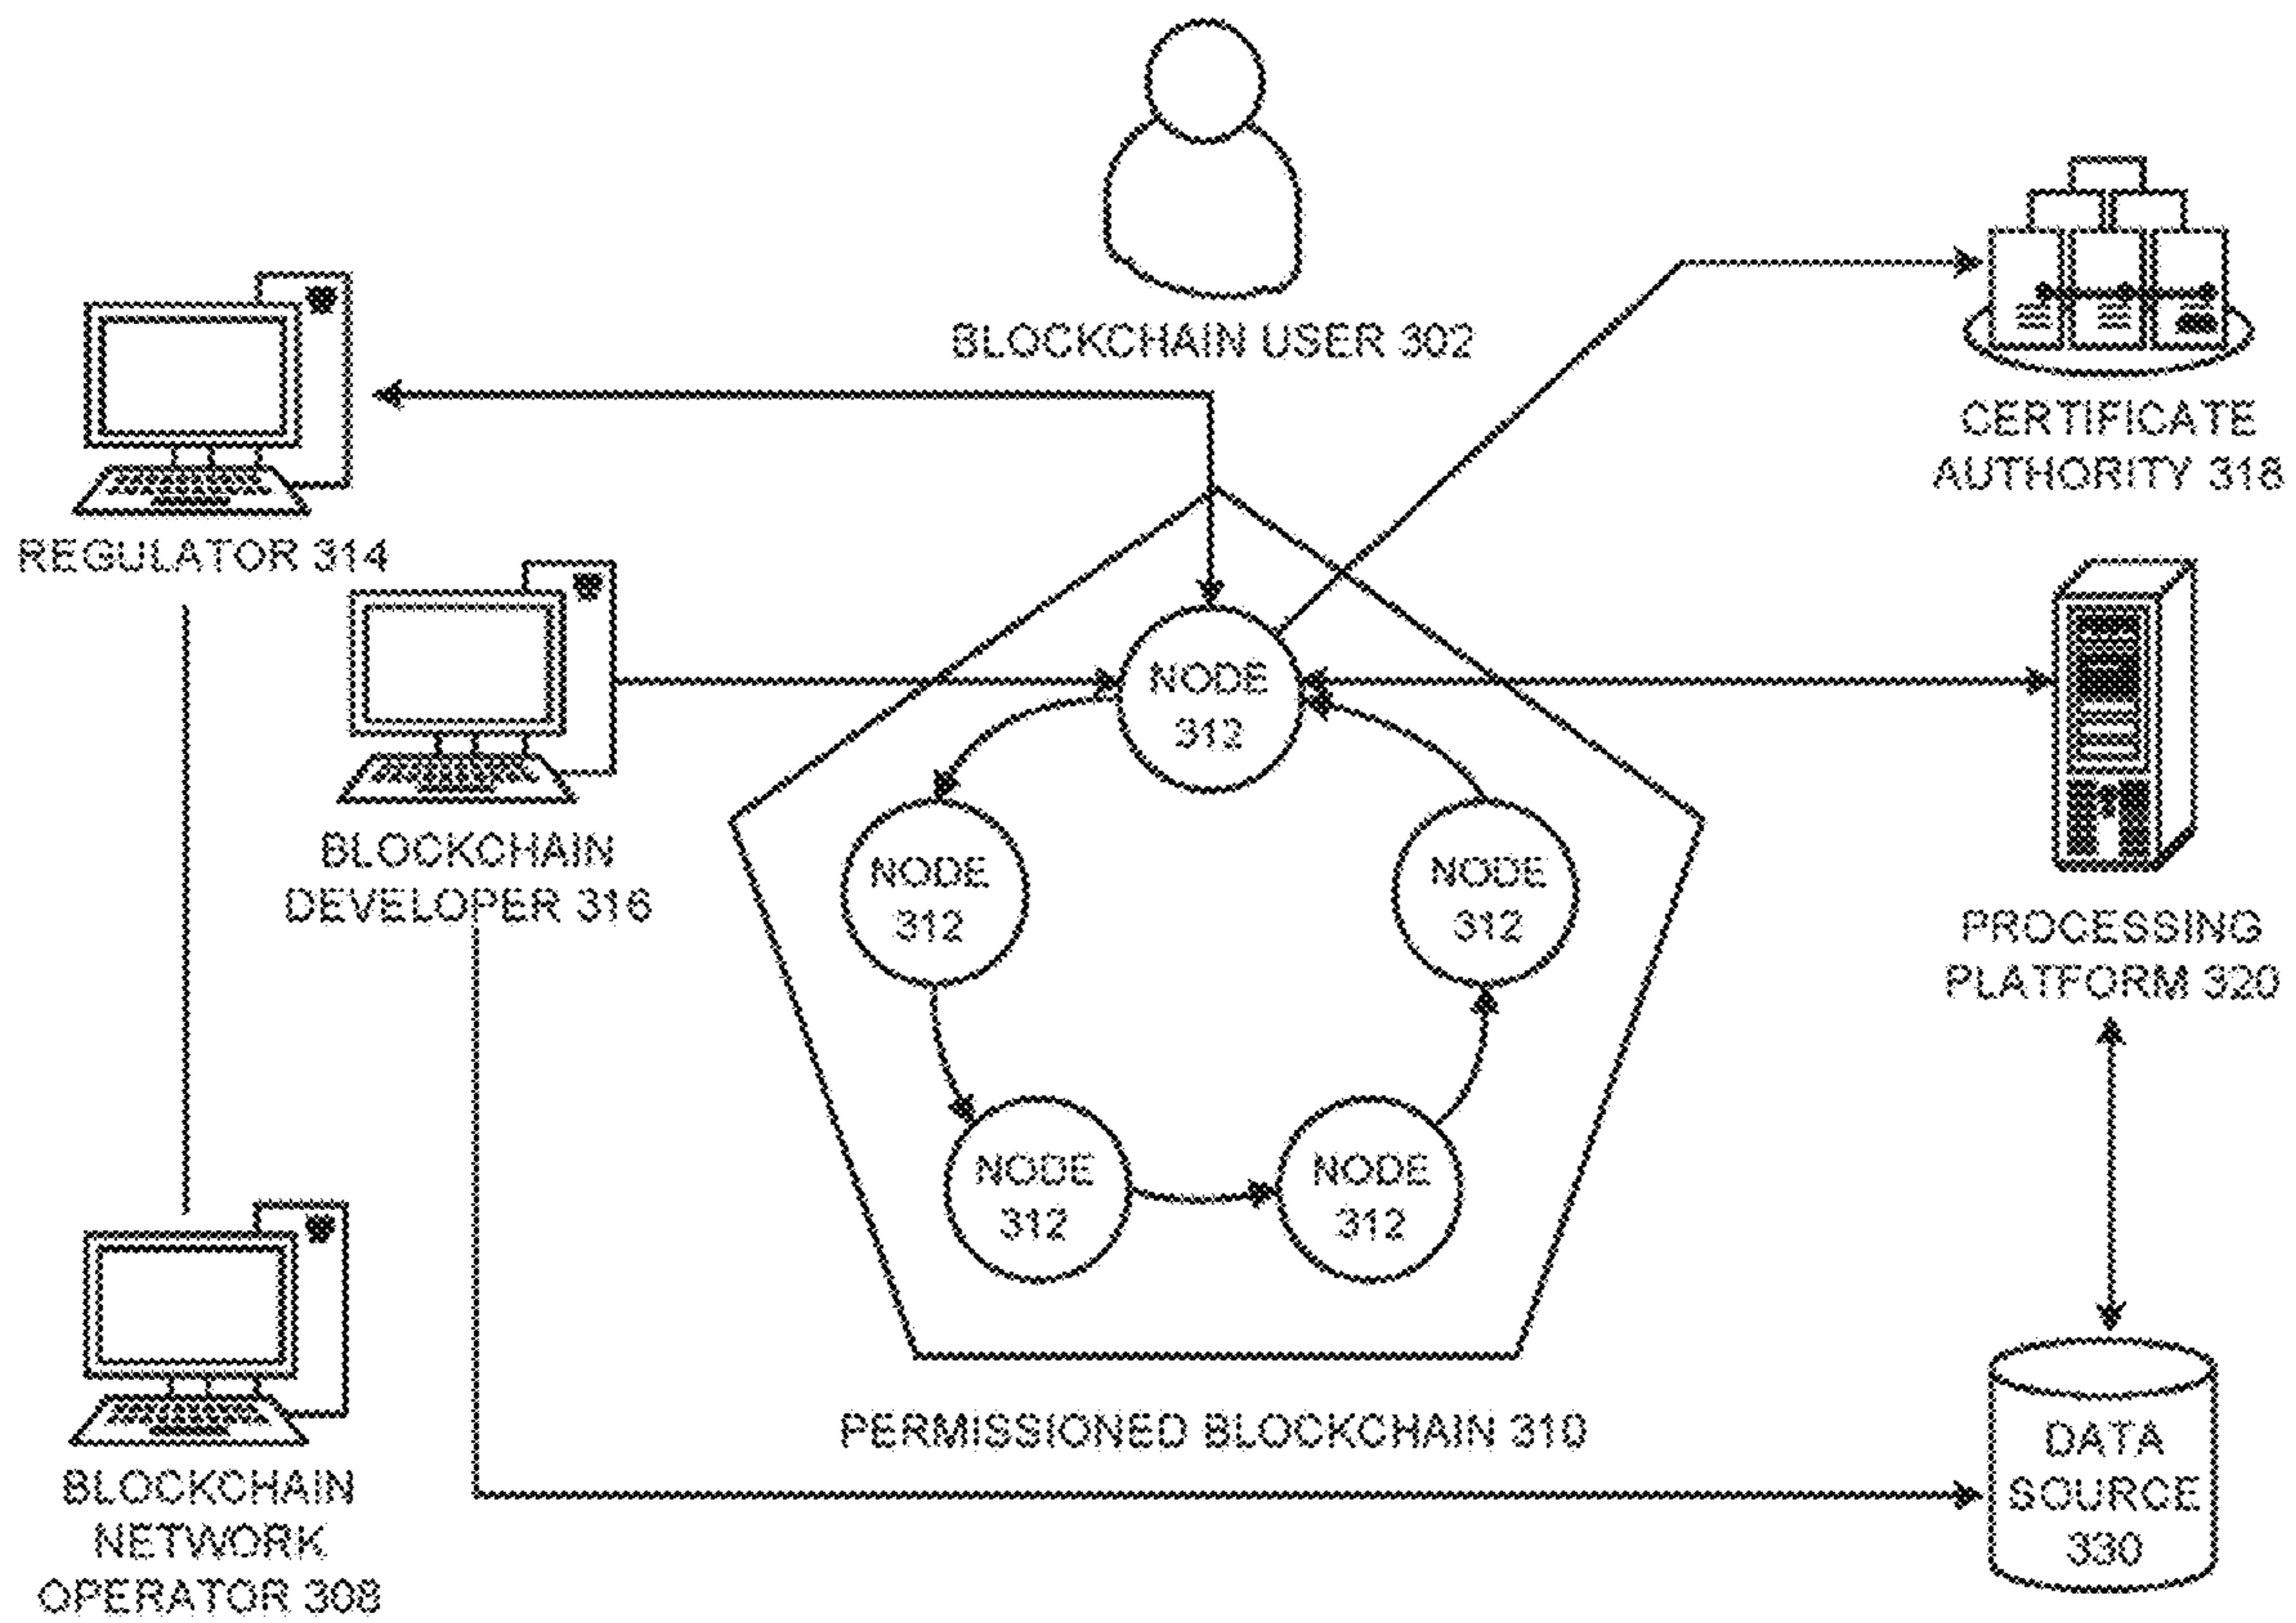 BLOCKCHAIN USER 302
CERTIFICATE
AUTHORITY 318
REGULATOR 314
BLOCKCHAIN
DEVELOPER 316
NODE
312
NODE
312
NODE
312
NODE
312
NODE
312
PROCESSING
PLATFORM 320
PERMISSIONED BLOCKCHAIN 310
BLOCKCHAIN
NETWORK
OPERATOR 308
DATA
SOURCE
330